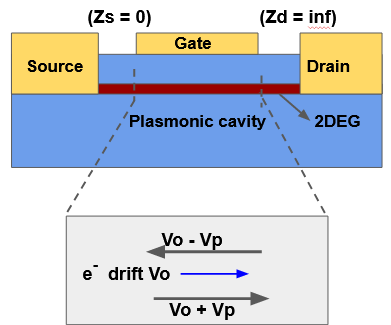 (Zs = 0) (Zd = inf)
Gate
Source Drain
Plasmonic cavity 2DEG
Vo - Vp
e⁻ drift Vo
Vo + Vp